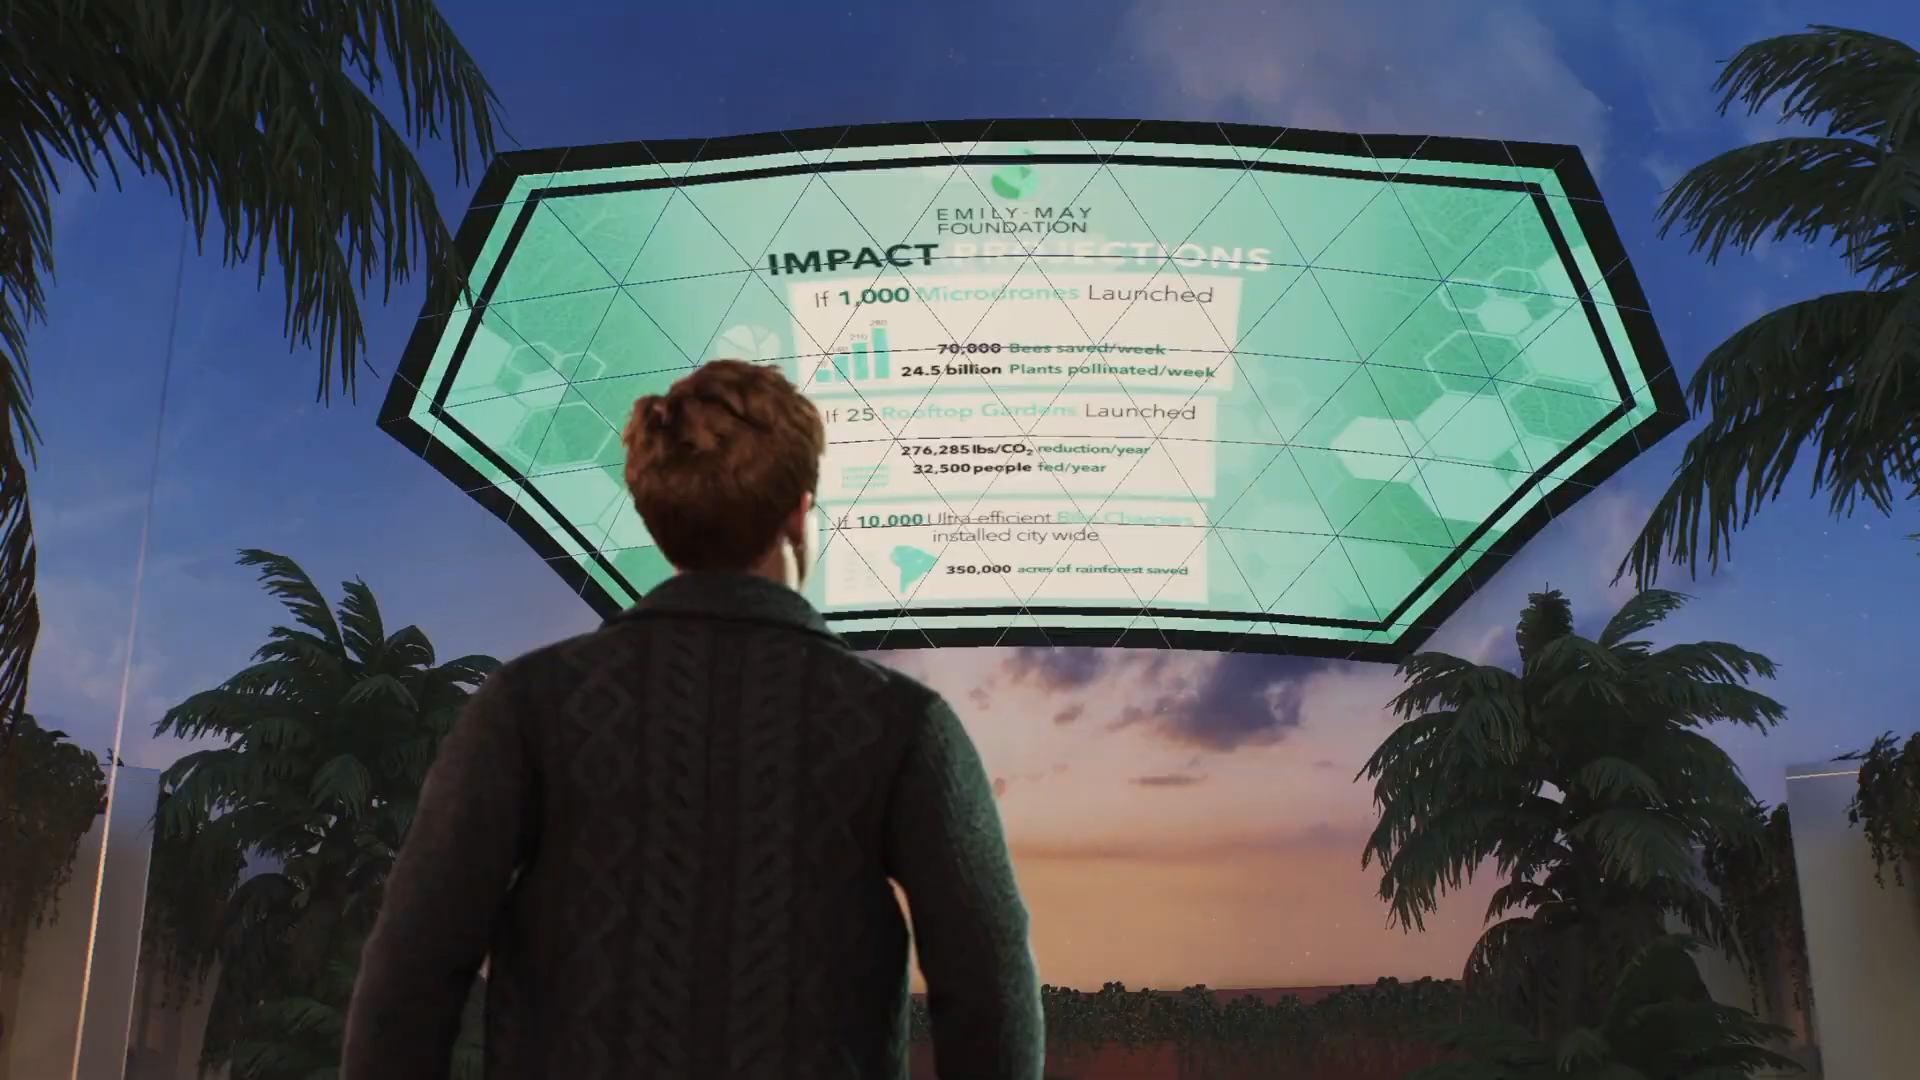 EMILY-MAY
FOUNDATION
IMPACT PROJECTIONS
If 1,000 Microdrones Launched
210
280
70,000 Bees saved/week
24.5 billion Plants pollinated/week
If 25 Rooftop Gardens Launched
276,285 lbs/CO₂ reduction/year
32,500 people fed/year
If 10,000 Ultra-efficient
installed city wide
350,000 acres of rainforest saved